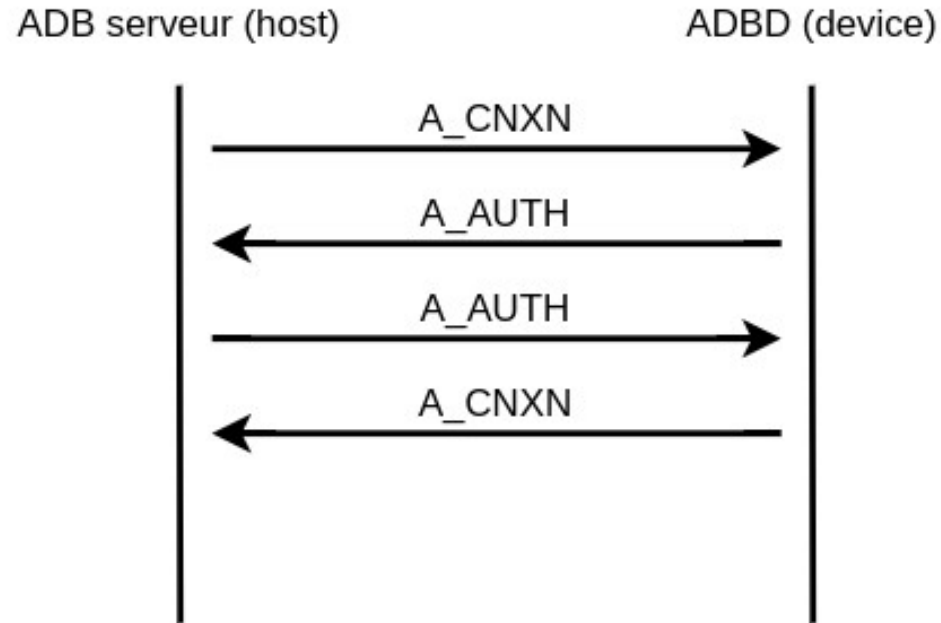 ADB serveur (host)
ADBD (device)
A_CNXN
A_AUTH
A_AUTH
A_CNXN